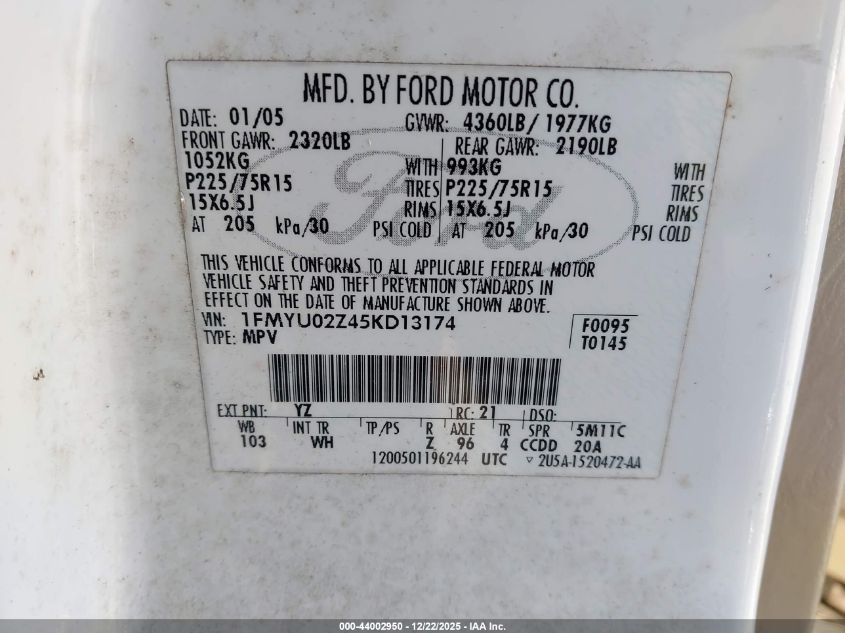 MFD. BY FORD MOTOR CO.
DATE: 01/05 GVWR: 4360LB/ 1977KG
FRONT GAWR: 2320LB REAR GAWR: 2190LB
1052KG WITH 993KG WITH
P225/75R15 TIRES P225/75R15 TIRES
15X6.5J RIMS 15X6.5J RIMS
AT 205 kPa/30 PSI COLD AT 205 kPa/30 PSI COLD
Ford
THIS VEHICLE CONFORMS TO ALL APPLICABLE FEDERAL MOTOR
VEHICLE SAFETY AND THEFT PREVENTION STANDARDS IN
EFFECT ON THE DATE OF MANUFACTURE SHOWN ABOVE.
VIN: 1FMYU02Z45KD13174 F0095
TYPE: MPV T0145
EXT PNT: YZ RC: 21 DSO:
WB INT TR TP/PS R AXLE TR SPR 5M11C
103 WH Z 96 4 CCDD 20A
1200501196244 UTC ▽ 2U5A-1520472-AA
000-44002950 - 12/22/2025 - IAA Inc.